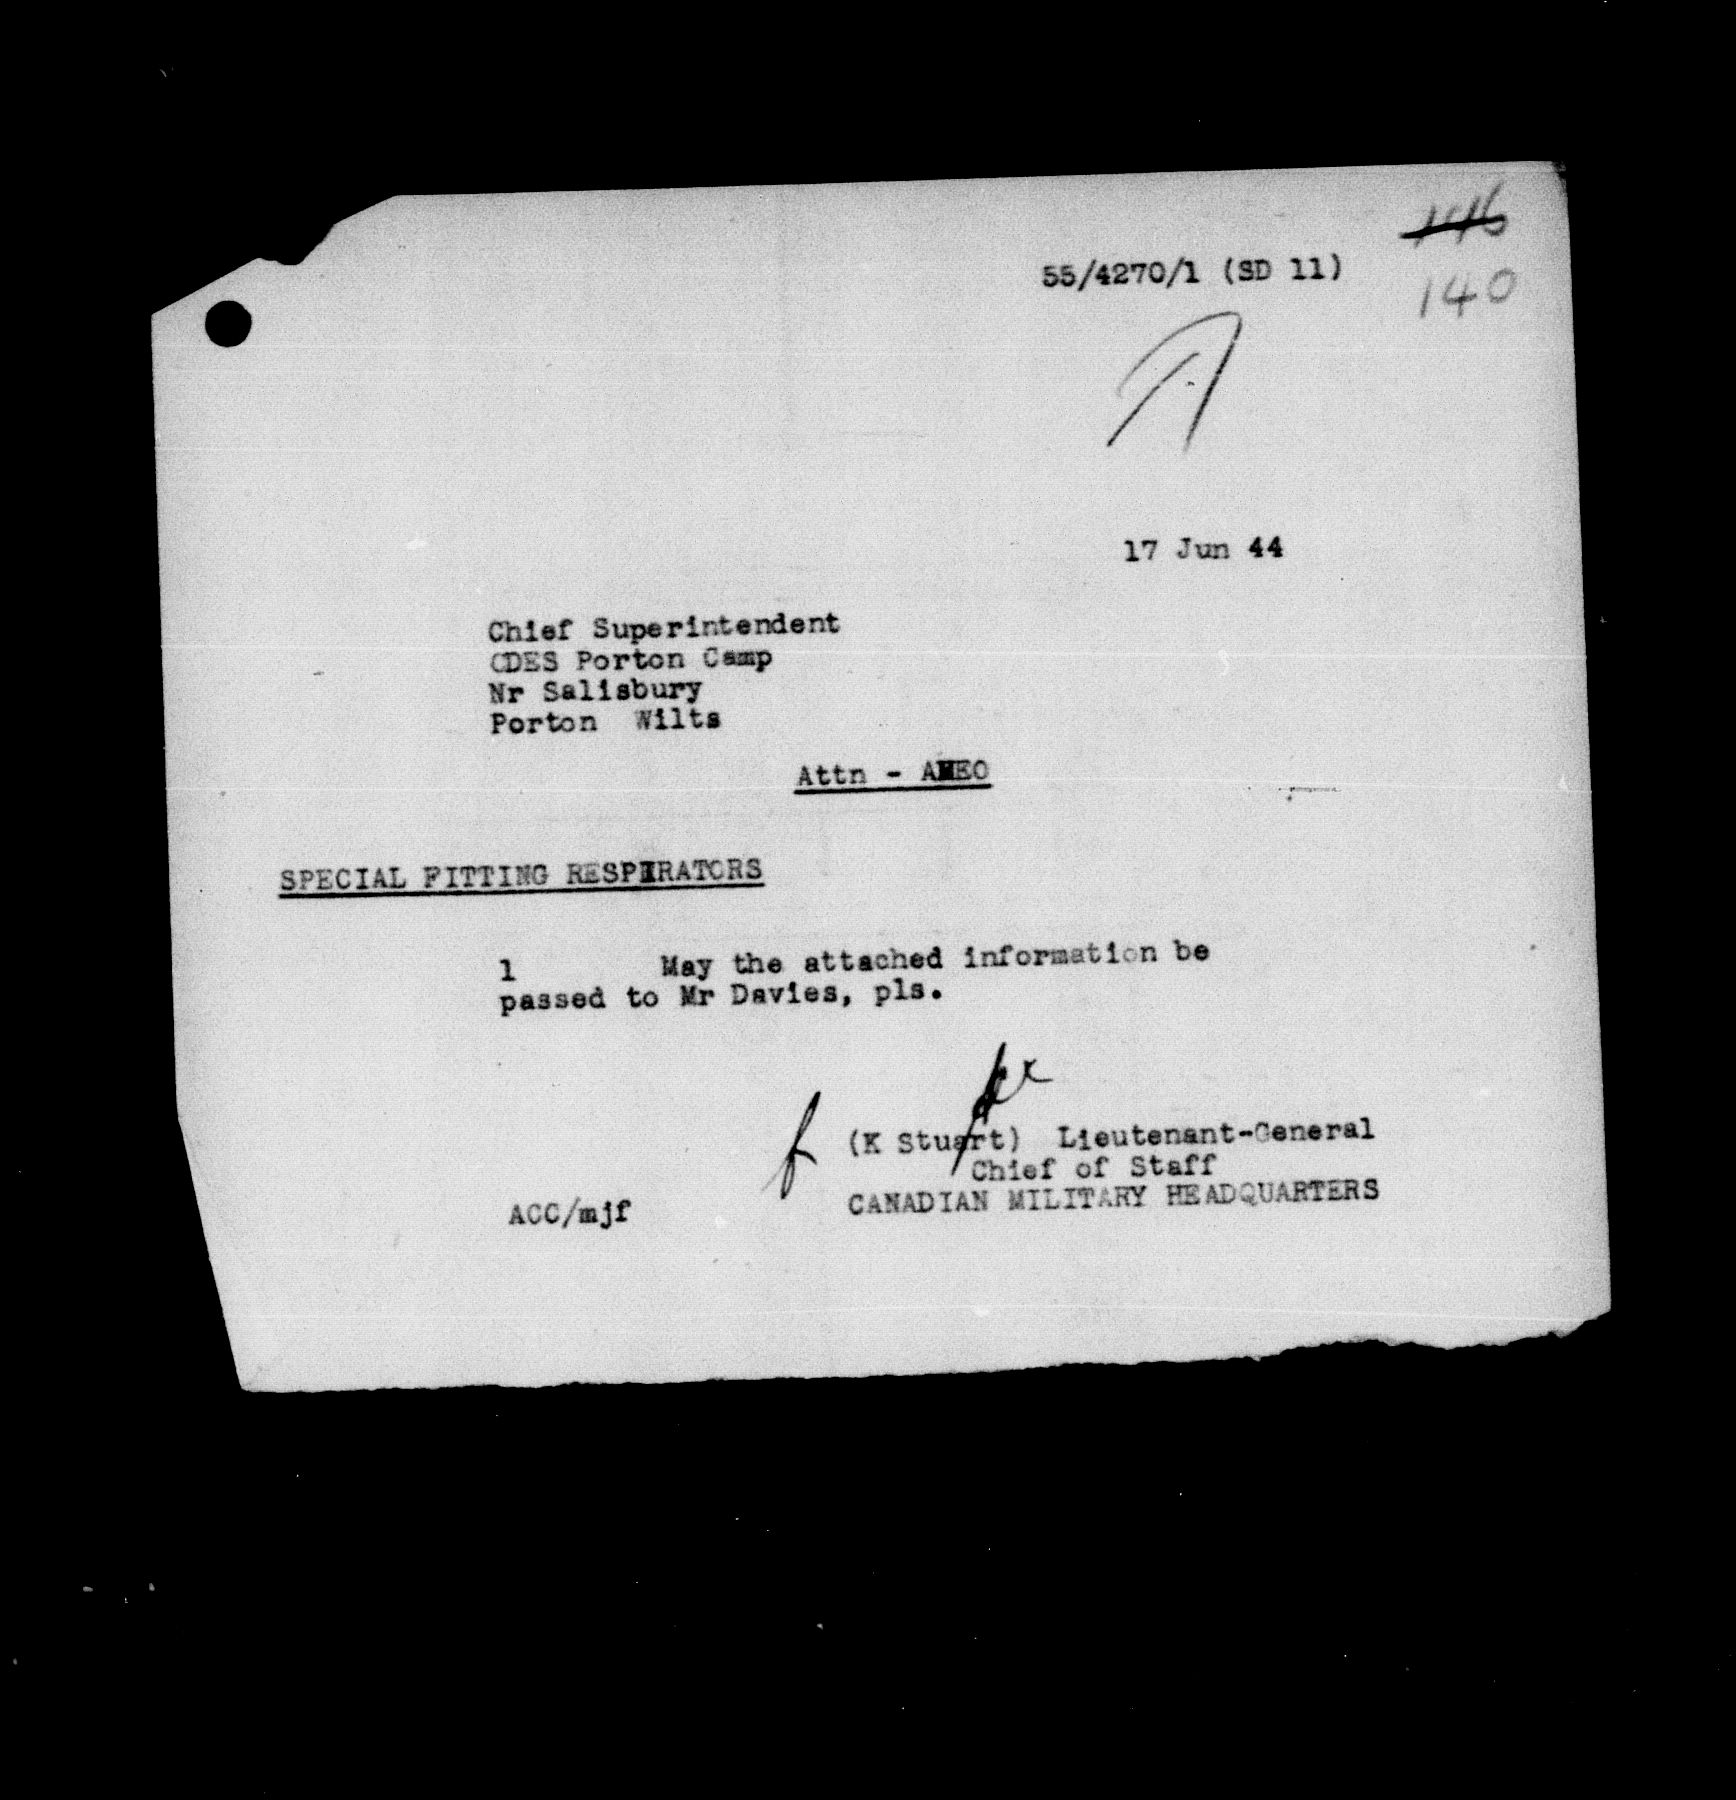 146
140
55/4270/1 (SD 11)
17 Jun 44
Chief Superintendent
CDES Porton Camp
Nr Salisbury
Porton Wilts
Attn - AMEO
SPECIAL FITTING RESPIRATORS
1 May the attached information be
passed to Mr Davies, pls.
(K Stuart) Lieutenant-General
Chief of Staff
CANADIAN MILITARY HEADQUARTERS
ACC/mjf